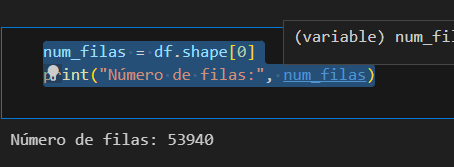 (variable) num_fil
num_filas = df.shape[0]
print("Número de filas:", num_filas)
Número de filas: 53940